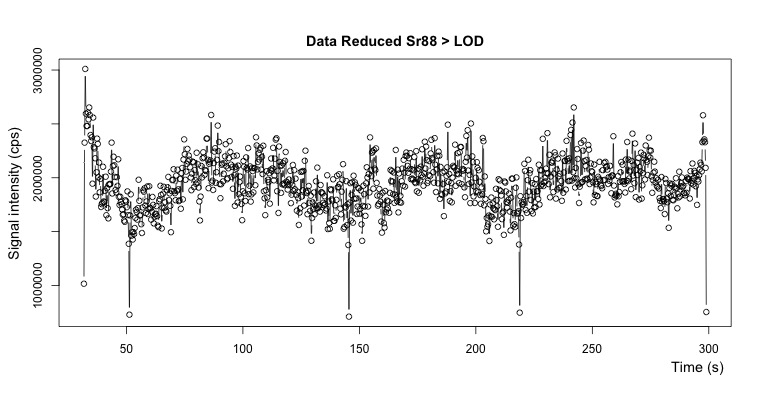 Data Reduced Sr88 > LOD
Signal intensity (cps)
3000000
2000000
1000000
50 100 150 200 250 300
Time (s)